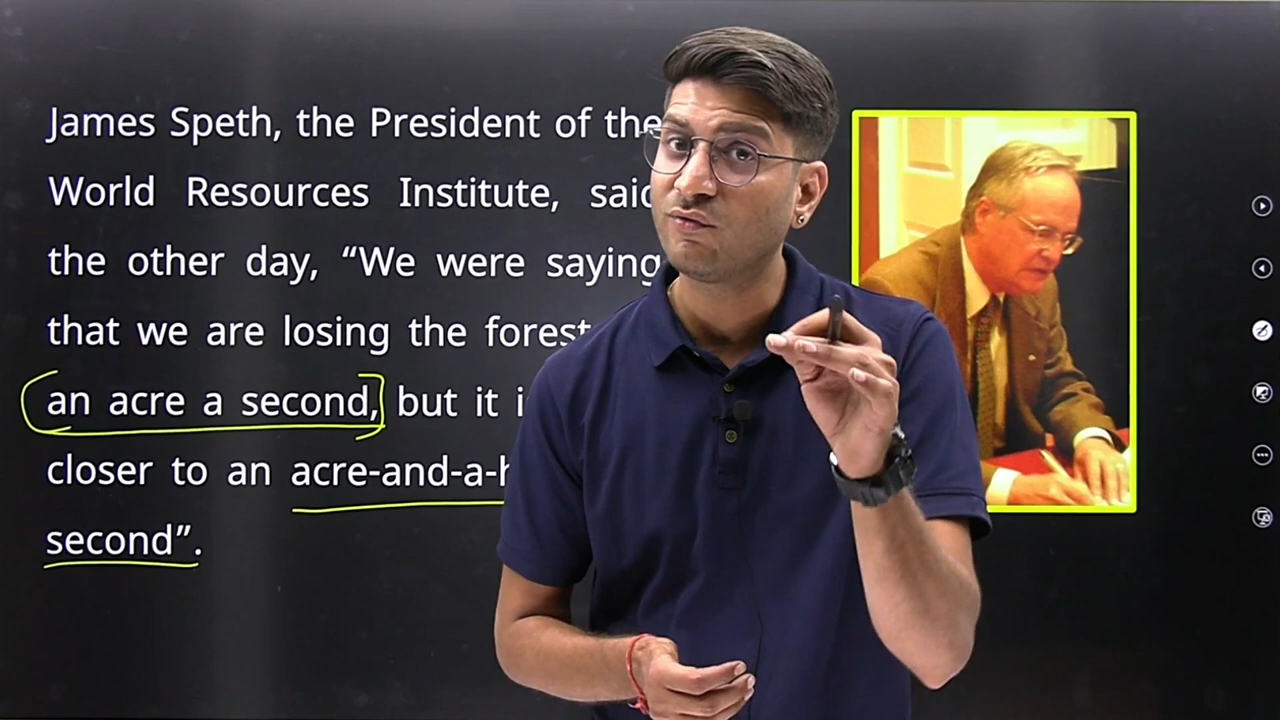 James Speth, the President of the
World Resources Institute, said
the other day, “We were saying
that we are losing the forest
an acre a second, but it
closer to an acre-and-a-
second”.